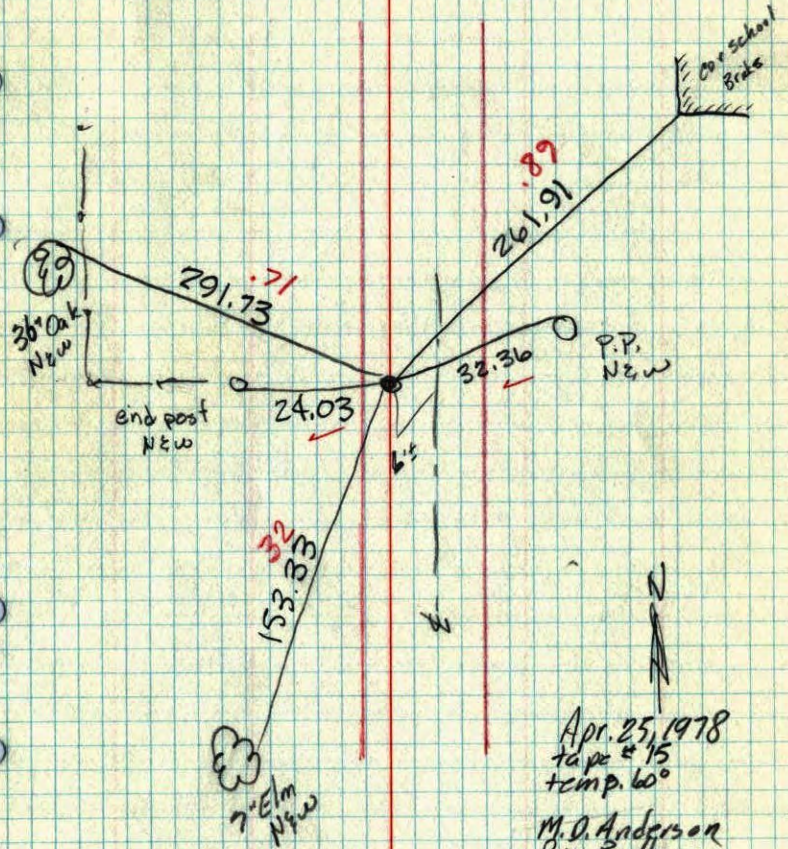 Cor school
Brids
.89
261.91
291.73
.71
36" Oak
N & W
P.P.
N & W
32.36
end post
N & W
24.03
6'±
32
153.33
7" Elm
N & W
N
Apr. 25, 1978
tape # 15
temp. 60°
M.D. Anderson